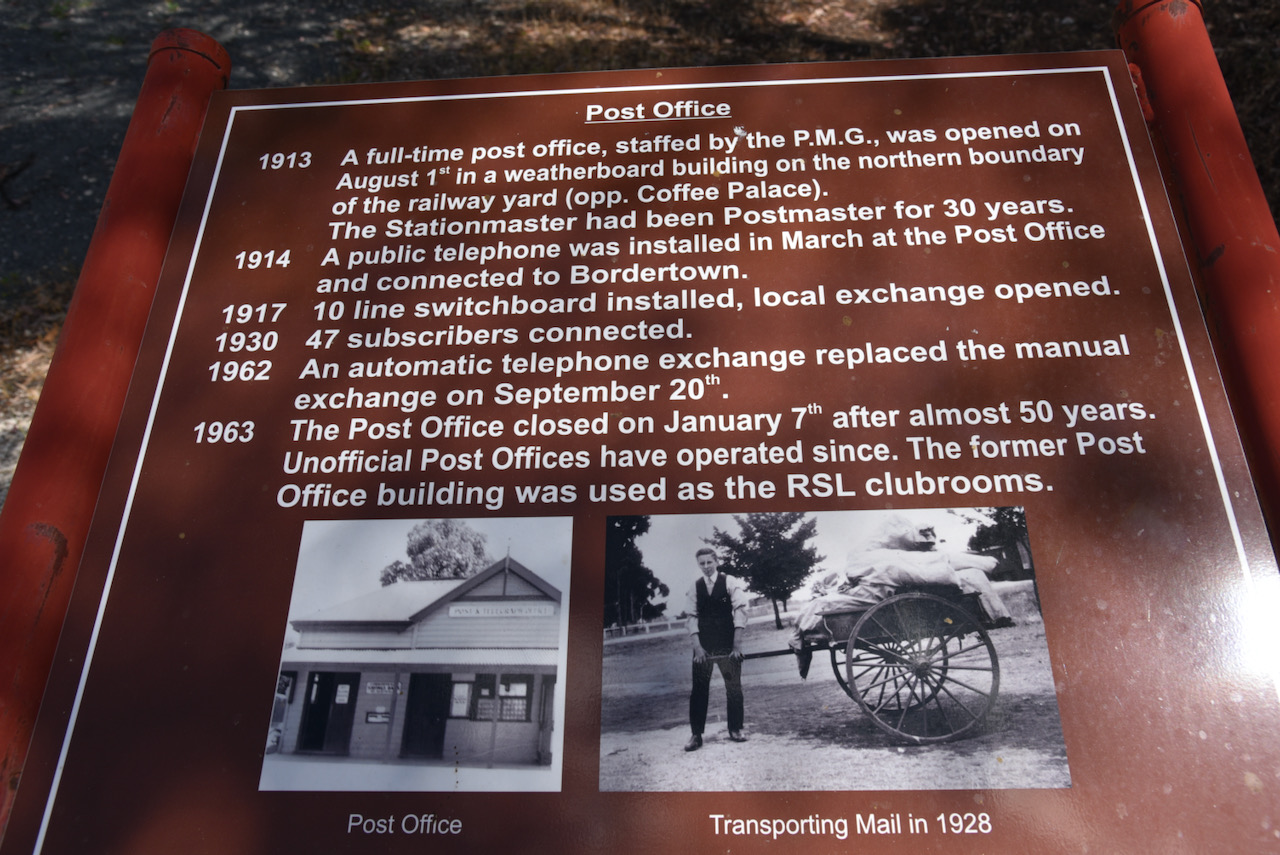 Post Office
1913 A full-time post office, staffed by the P.M.G., was opened on
August 1st in a weatherboard building on the northern boundary
of the railway yard (opp. Coffee Palace).
The Stationmaster had been Postmaster for 30 years.
1914 A public telephone was installed in March at the Post Office
and connected to Bordertown.
1917 10 line switchboard installed, local exchange opened.
1930 47 subscribers connected.
1962 An automatic telephone exchange replaced the manual
exchange on September 20th.
1963 The Post Office closed on January 7th after almost 50 years.
Unofficial Post Offices have operated since. The former Post
Office building was used as the RSL clubrooms.
POST & TELEGRAPH OFFICE
Post Office
Transporting Mail in 1928